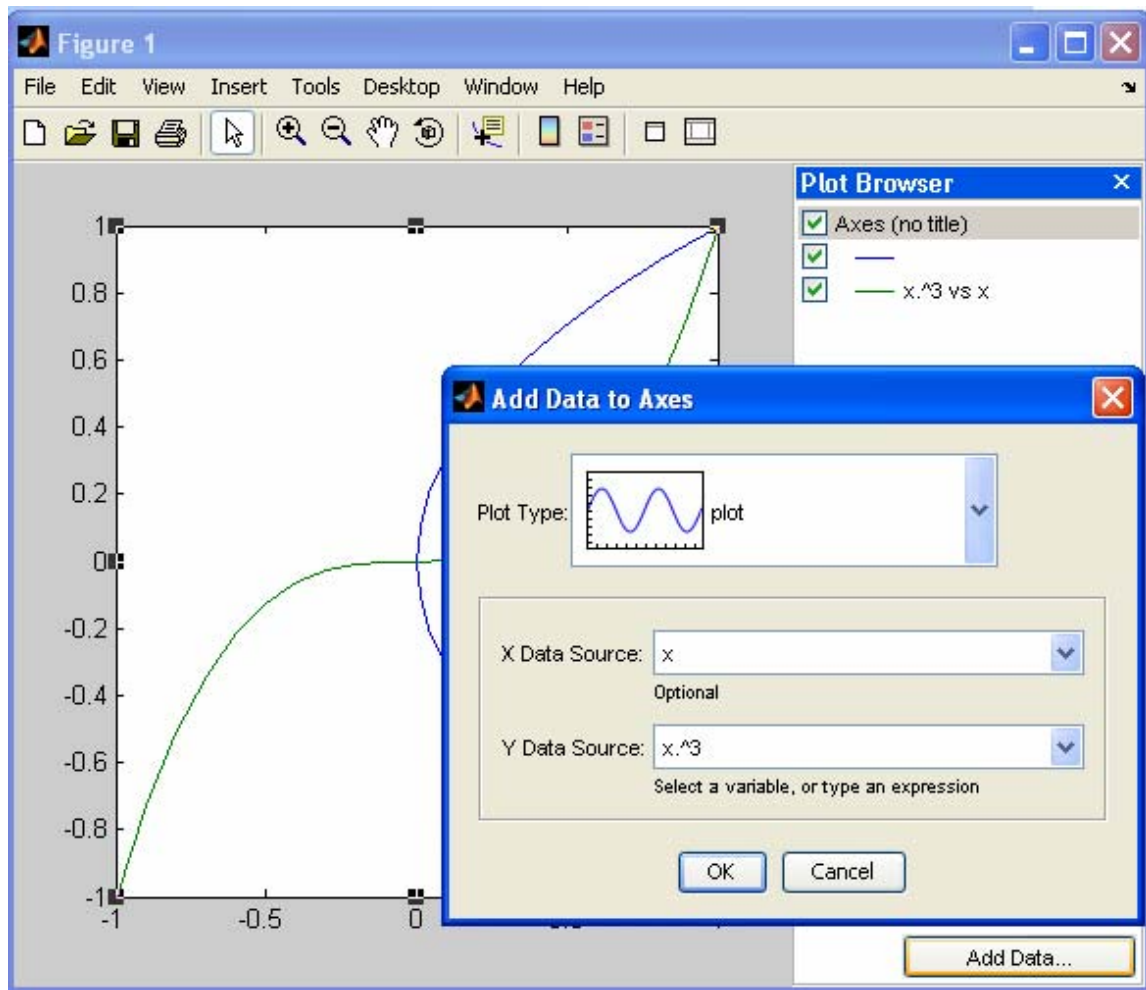 Figure 1
File Edit View Insert Tools Desktop Window Help
Plot Browser
Axes (no title)
x.^3 vs x
1
0.8
0.6
0.4
0.2
0
-0.2
-0.4
-0.6
-0.8
-1
-1 -0.5 0
Add Data to Axes
Plot Type: plot
X Data Source: x
Optional
Y Data Source: x.^3
Select a variable, or type an expression
OK Cancel
Add Data...